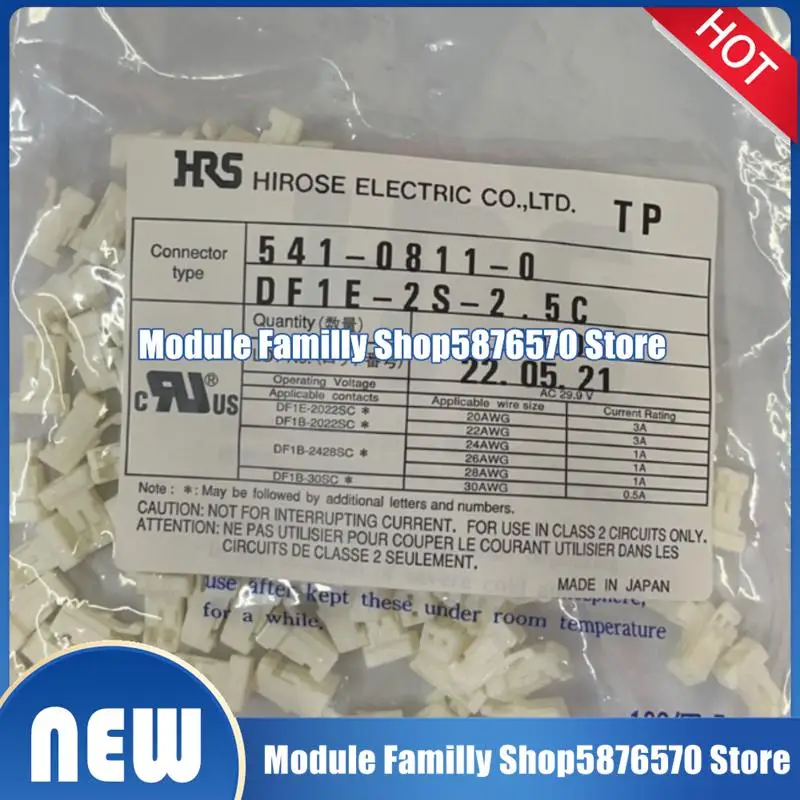 HOT
HRS HIROSE ELECTRIC CO.,LTD. TP
Connector type
541-0811-0
DF1E-2S-2.5C
Quantity (数量)
Module Familly Shop5876570 Store
22.05.21
Operating Voltage AC 29.9 V
Applicable contacts Applicable wire size Current Rating
DF1E-2022SC * 20AWG 3A
DF1B-2022SC * 22AWG 3A
24AWG 1A
DF1B-2428SC * 26AWG 1A
28AWG 1A
DF1B-30SC * 30AWG 0.5A
c RU ® US
Note : *: May be followed by additional letters and numbers.
CAUTION: NOT FOR INTERRUPTING CURRENT. FOR USE IN CLASS 2 CIRCUITS ONLY.
ATTENTION: NE PAS UTILISER POUR COUPER LE COURANT UTILISIER DANS LES
CIRCUITS DE CLASSE 2 SEULEMENT.
MADE IN JAPAN
use after kept these under room temperature
for a while.
NEW
Module Familly Shop5876570 Store